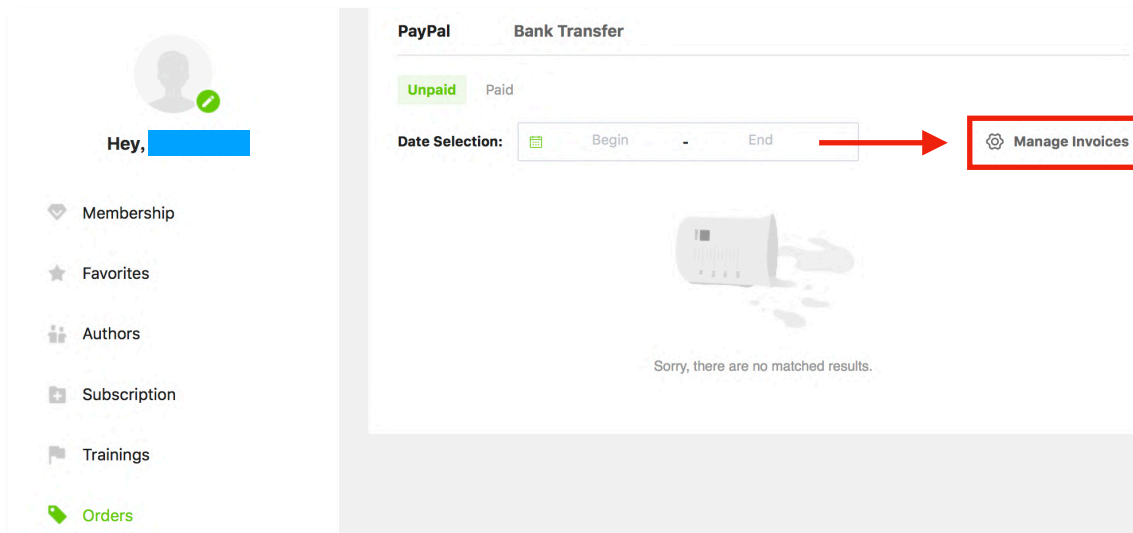 Hey,
Membership
Favorites
Authors
Subscription
Trainings
Orders
PayPal Bank Transfer
Unpaid Paid
Date Selection: Begin - End
Manage Invoices
Sorry, there are no matched results.